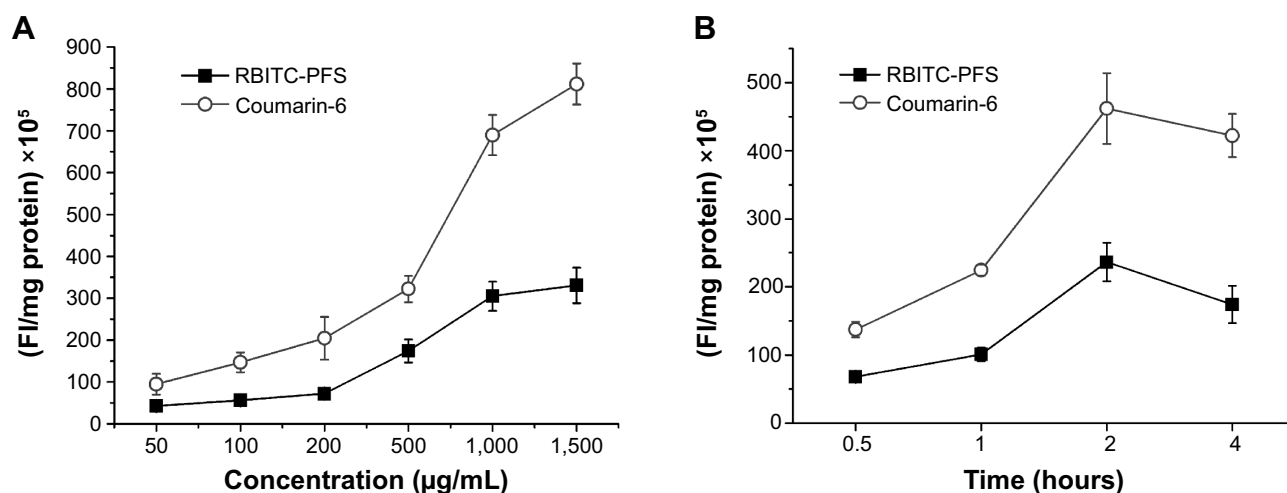 A
(FI/mg protein) ×10⁵
900
800
700
600
500
400
300
200
100
0
RBITC-PFS
Coumarin-6
50 100 200 500 1,000 1,500
Concentration (µg/mL)
B
(FI/mg protein) ×10⁵
500
400
300
200
100
0
RBITC-PFS
Coumarin-6
0.5 1 2 4
Time (hours)